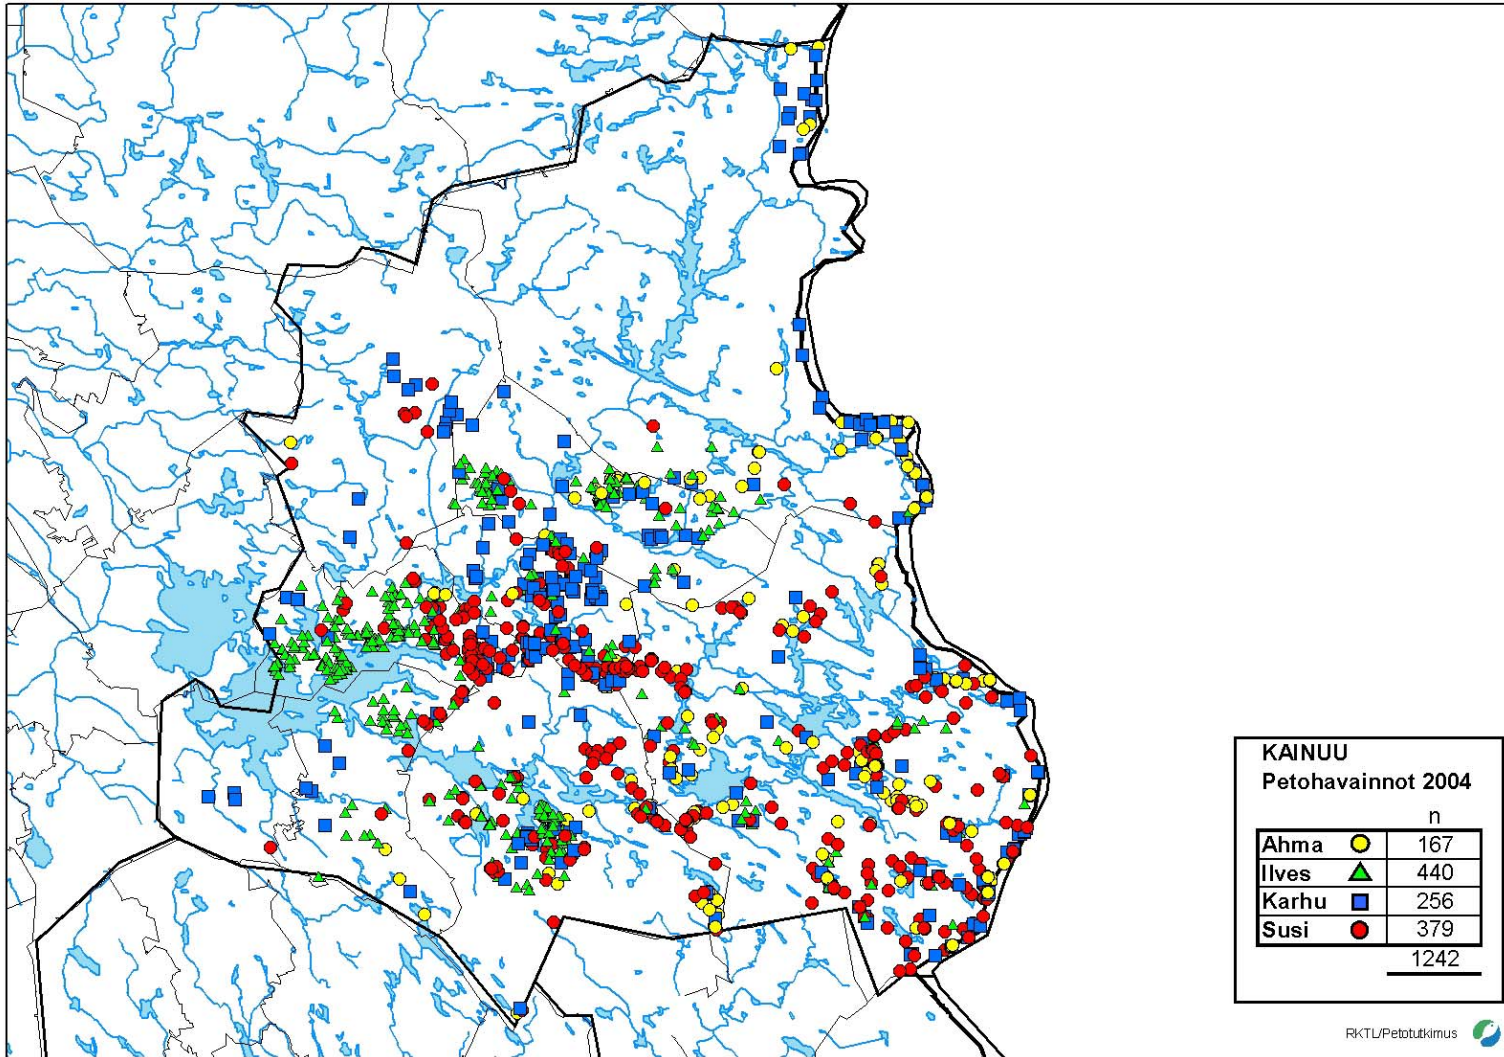 KAINUU
Petohavainnot 2004
n
Ahma 167
Ilves 440
Karhu 256
Susi 379
1242
RKTL/Petotutkimus